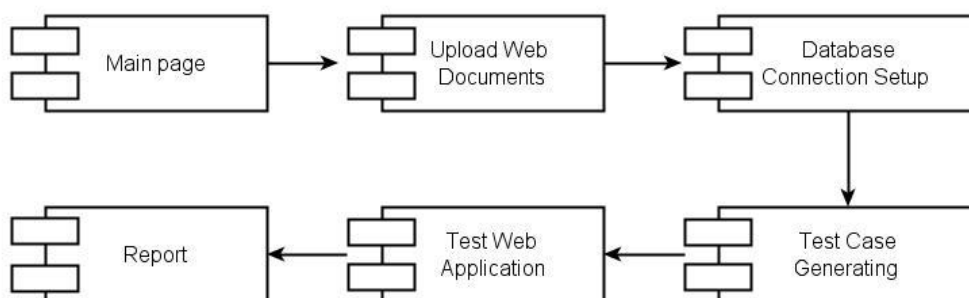 Main page
Upload Web
Documents
Database
Connection Setup
Test Case
Generating
Test Web
Application
Report